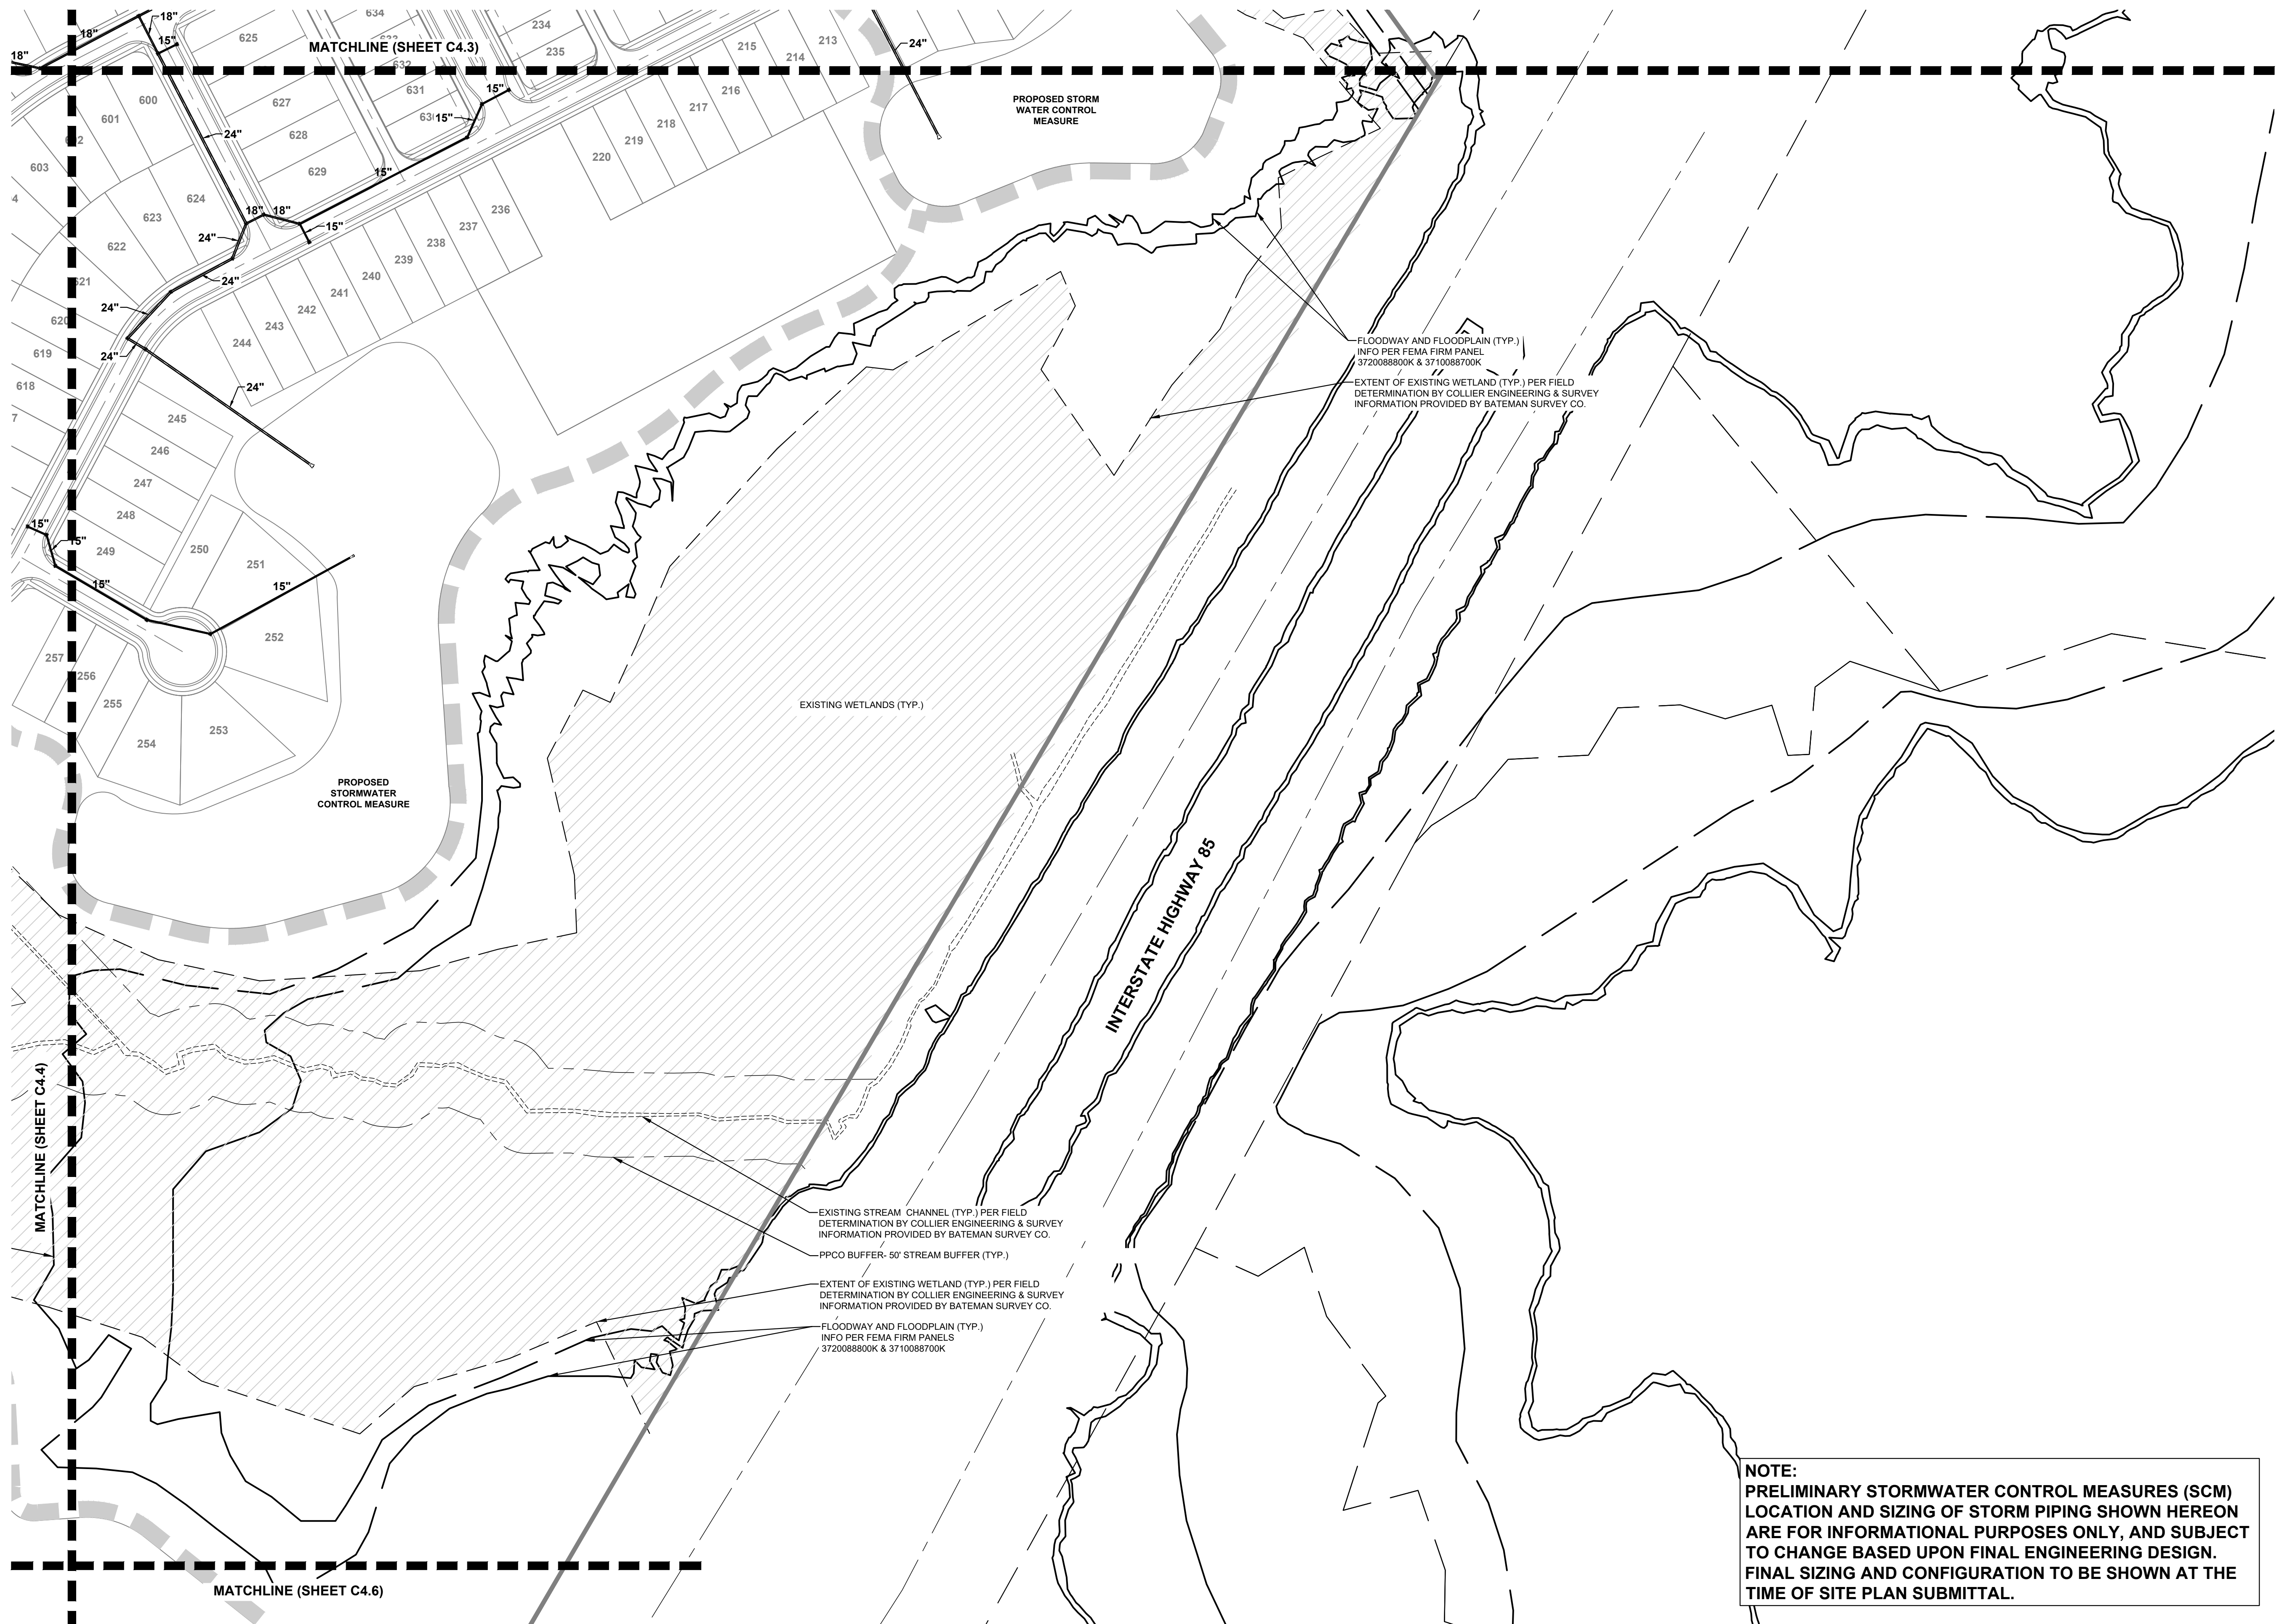 634
18"
18"
18"
15"
625
633
MATCHLINE (SHEET C4.3)
632
234
235
215
214
213
24"
600
601
602
603
4
627
628
629
631
630
15"
15"
15"
24"
216
217
218
219
220
PROPOSED STORM
WATER CONTROL
MEASURE
624
623
622
621
620
619
618
7
18"
18"
15"
24"
24"
24"
24"
24"
236
237
238
239
240
241
242
243
244
245
246
247
248
249
250
251
252
253
254
255
256
257
15"
15"
15"
15"
FLOODWAY AND FLOODPLAIN (TYP.)
INFO PER FEMA FIRM PANEL
3720088800K & 3710088700K
EXTENT OF EXISTING WETLAND (TYP.) PER FIELD
DETERMINATION BY COLLIER ENGINEERING & SURVEY
INFORMATION PROVIDED BY BATEMAN SURVEY CO.
EXISTING WETLANDS (TYP.)
PROPOSED
STORMWATER
CONTROL MEASURE
INTERSTATE HIGHWAY 85
MATCHLINE (SHEET C4.4)
EXISTING STREAM CHANNEL (TYP.) PER FIELD
DETERMINATION BY COLLIER ENGINEERING & SURVEY
INFORMATION PROVIDED BY BATEMAN SURVEY CO.
PPCO BUFFER- 50' STREAM BUFFER (TYP.)
EXTENT OF EXISTING WETLAND (TYP.) PER FIELD
DETERMINATION BY COLLIER ENGINEERING & SURVEY
INFORMATION PROVIDED BY BATEMAN SURVEY CO.
FLOODWAY AND FLOODPLAIN (TYP.)
INFO PER FEMA FIRM PANELS
3720088800K & 3710088700K
MATCHLINE (SHEET C4.6)
NOTE:
PRELIMINARY STORMWATER CONTROL MEASURES (SCM)
LOCATION AND SIZING OF STORM PIPING SHOWN HEREON
ARE FOR INFORMATIONAL PURPOSES ONLY, AND SUBJECT
TO CHANGE BASED UPON FINAL ENGINEERING DESIGN.
FINAL SIZING AND CONFIGURATION TO BE SHOWN AT THE
TIME OF SITE PLAN SUBMITTAL.